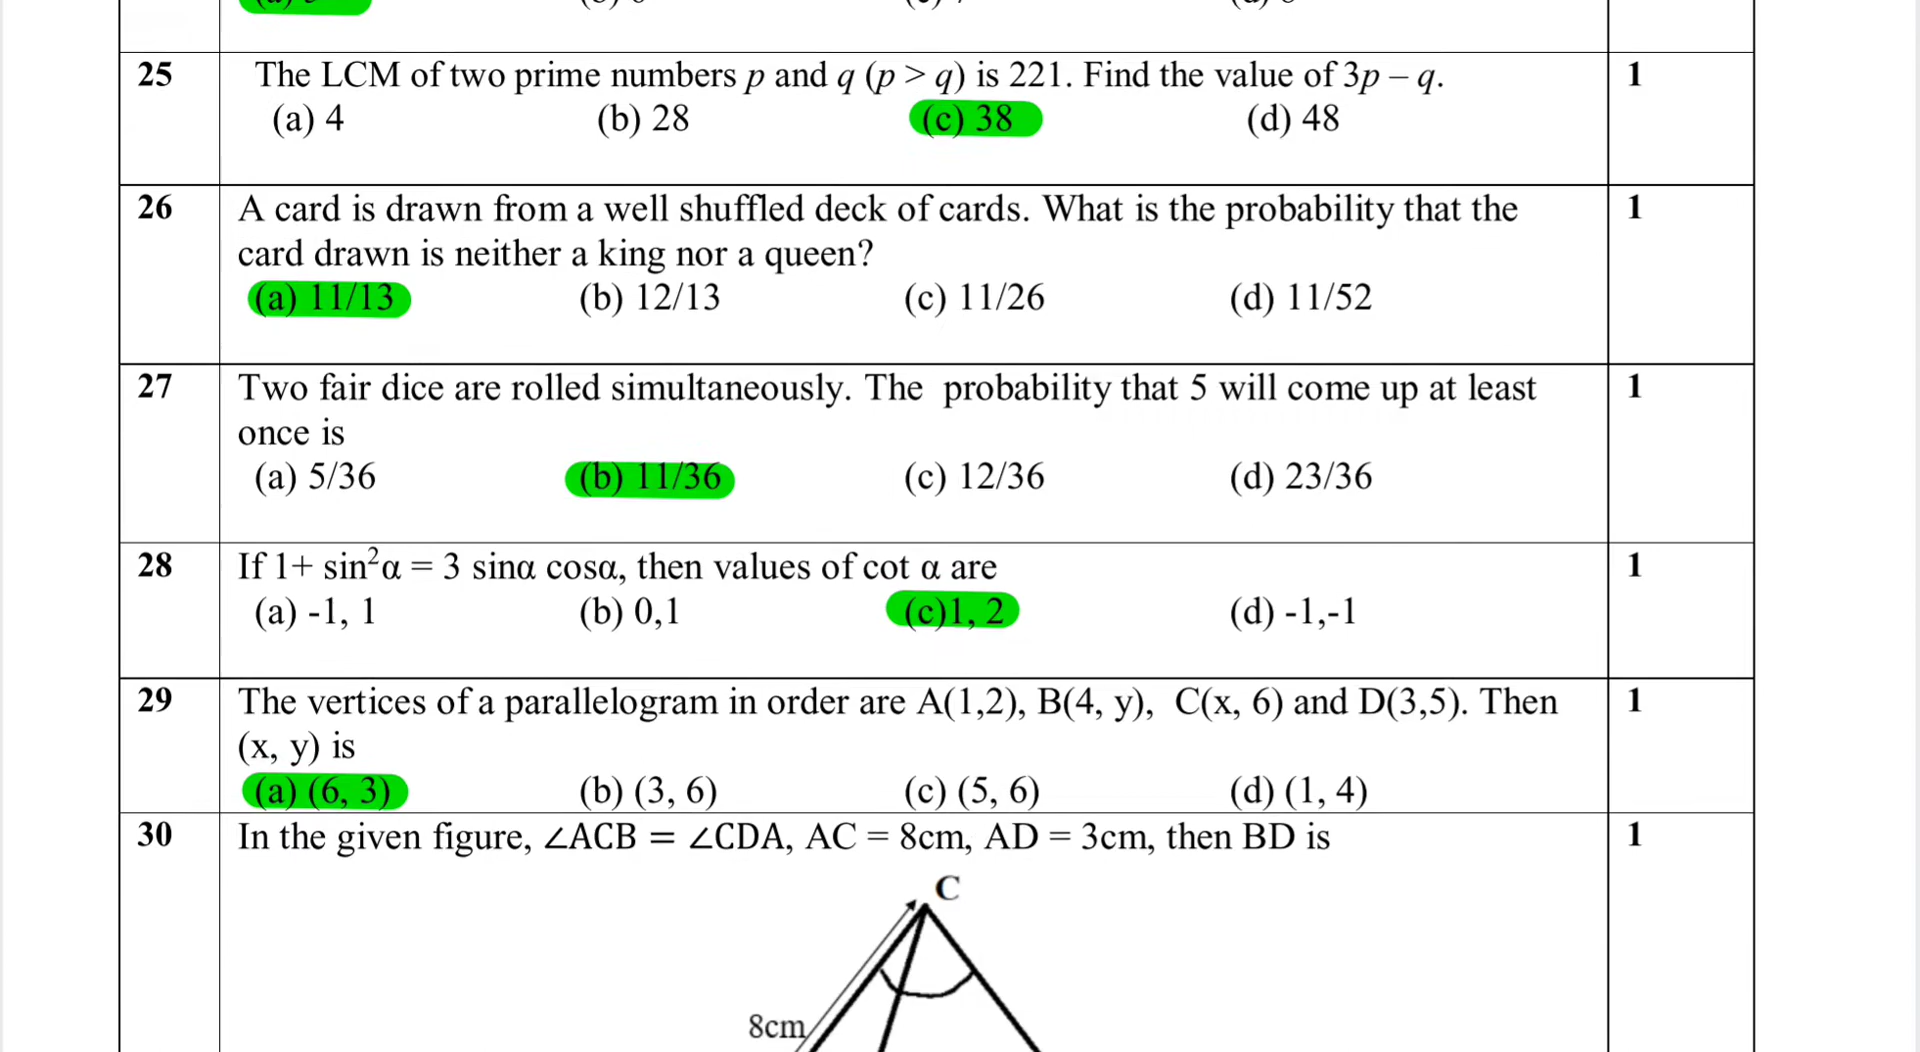 25 The LCM of two prime numbers p and q (p > q) is 221. Find the value of 3p – q. 1
(a) 4 (b) 28 (c) 38 (d) 48
26 A card is drawn from a well shuffled deck of cards. What is the probability that the 1
card drawn is neither a king nor a queen?
(a) 11/13 (b) 12/13 (c) 11/26 (d) 11/52
27 Two fair dice are rolled simultaneously. The probability that 5 will come up at least 1
once is
(a) 5/36 (b) 11/36 (c) 12/36 (d) 23/36
28 If 1+ sin²α = 3 sinα cosα, then values of cot α are 1
(a) -1, 1 (b) 0,1 (c)1, 2 (d) -1,-1
29 The vertices of a parallelogram in order are A(1,2), B(4, y), C(x, 6) and D(3,5). Then 1
(x, y) is
(a) (6, 3) (b) (3, 6) (c) (5, 6) (d) (1, 4)
30 In the given figure, ∠ACB = ∠CDA, AC = 8cm, AD = 3cm, then BD is 1
C
8cm